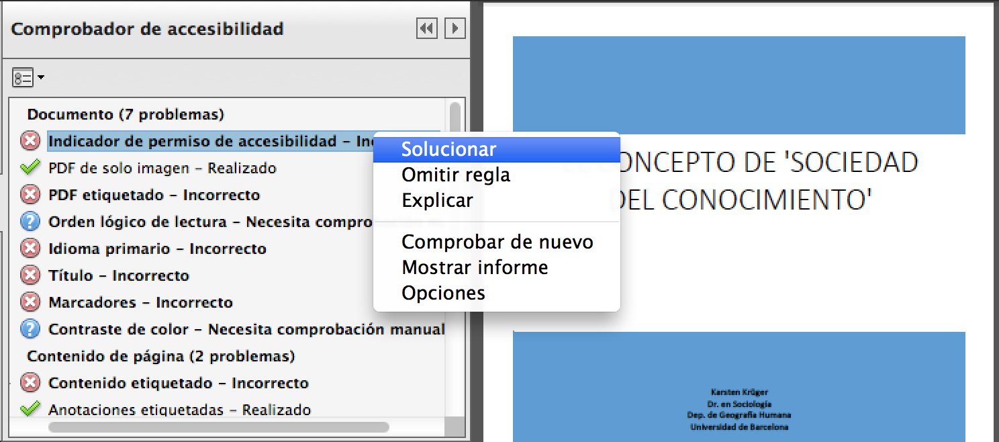 Comprobador de accesibilidad
Documento (7 problemas)
Indicador de permiso de accesibilidad – In
PDF de solo imagen – Realizado
PDF etiquetado – Incorrecto
Orden lógico de lectura – Necesita compro
Idioma primario – Incorrecto
Título – Incorrecto
Marcadores – Incorrecto
Contraste de color – Necesita comprobación manual
Contenido de página (2 problemas)
Contenido etiquetado – Incorrecto
Anotaciones etiquetadas – Realizado
Solucionar
Omitir regla
Explicar
Comprobar de nuevo
Mostrar informe
Opciones
CONCEPTO DE 'SOCIEDAD
DEL CONOCIMIENTO'
Karsten Krüger
Dr. en Sociología
Dep. de Geografía Humana
Universidad de Barcelona